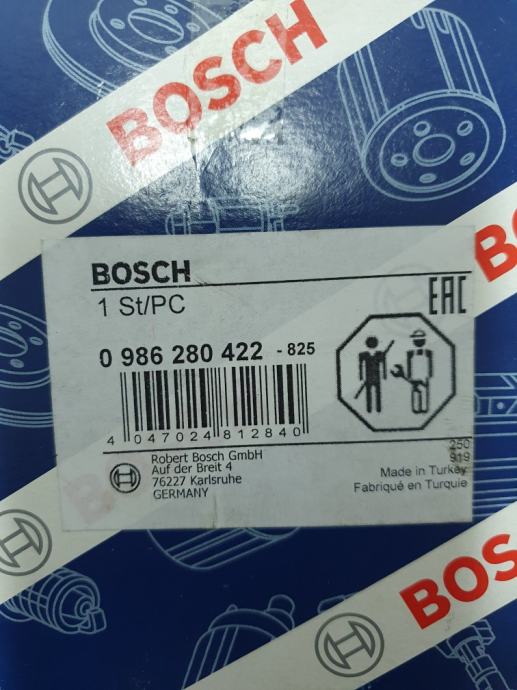 BOSCH
BOSCH
1 St/PC
EAC
0 986 280 422 - 825
4 047024 812840
Robert Bosch GmbH
Auf der Breit 4
76227 Karlsruhe
GERMANY
250
919
Made in Turkey
Fabriqué en Turquie
BOSCH